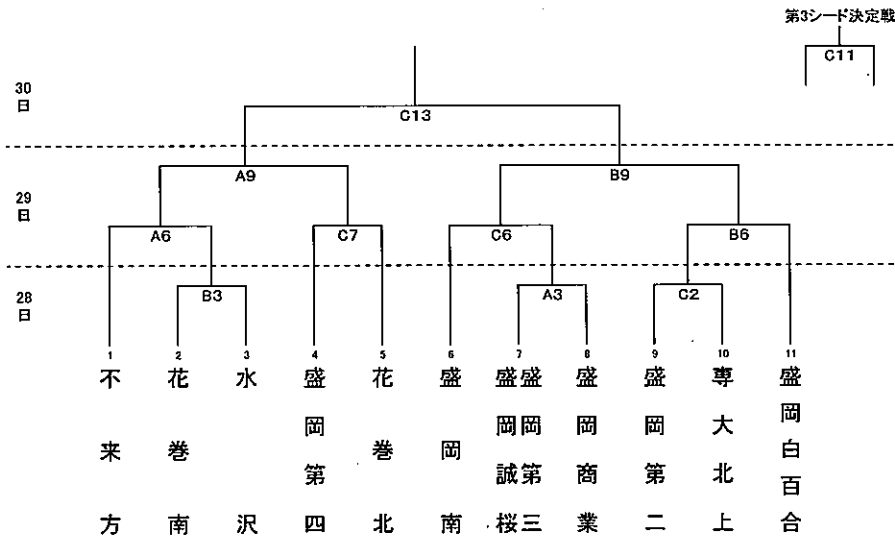 第3シード決定戦
C11
30
日
C13
A9
B9
29
日
A6
C7
C6
B6
28
日
B3
A3
C2
1
2
3
4
5
6
7
8
9
10
11
不来方
花巻南
水沢
盛岡第四
花巻北
盛岡南
盛岡誠桜
盛岡第三
盛岡商業
盛岡第二
専大北上
盛岡白百合